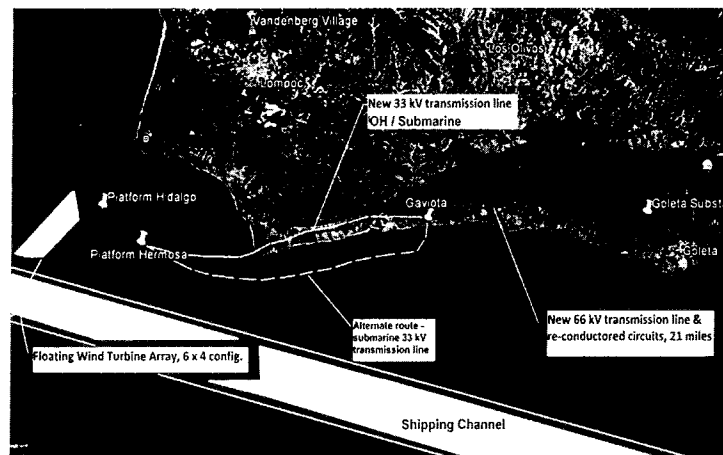 Vandenberg Village
Los Olivos
Lompoc
New 33 kV transmission line
OH / Submarine
Platform Hidalgo
Gaviota
Goleta Subst
Platform Hermosa
Goleta
Alternate route -
submarine 33 kV
transmission line
New 66 kV transmission line &
re-conductored circuits, 21 miles
Floating Wind Turbine Array, 6 x 4 config.
Shipping Channel